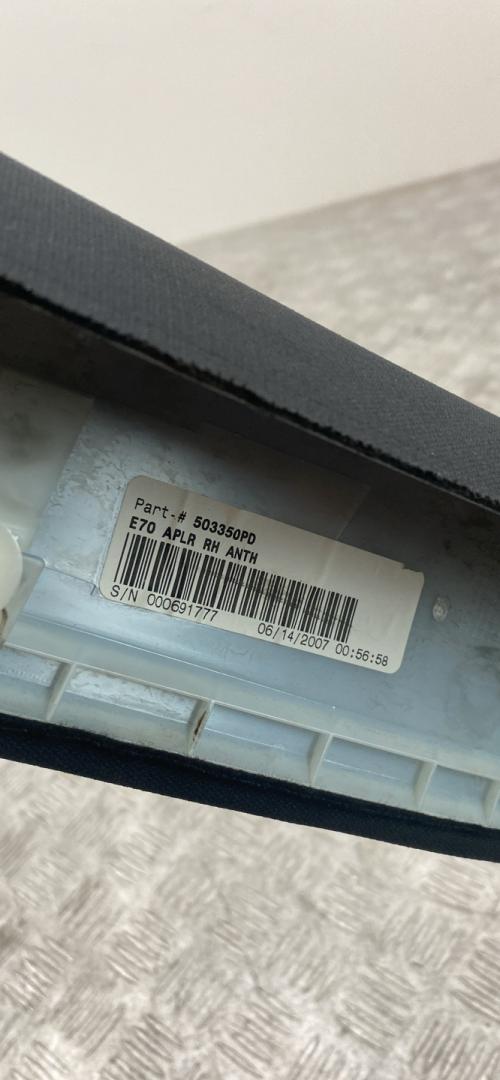 Part-# 503350PD
E70 APLR RH ANTH
S/N 000691777 06/14/2007 00:56:58